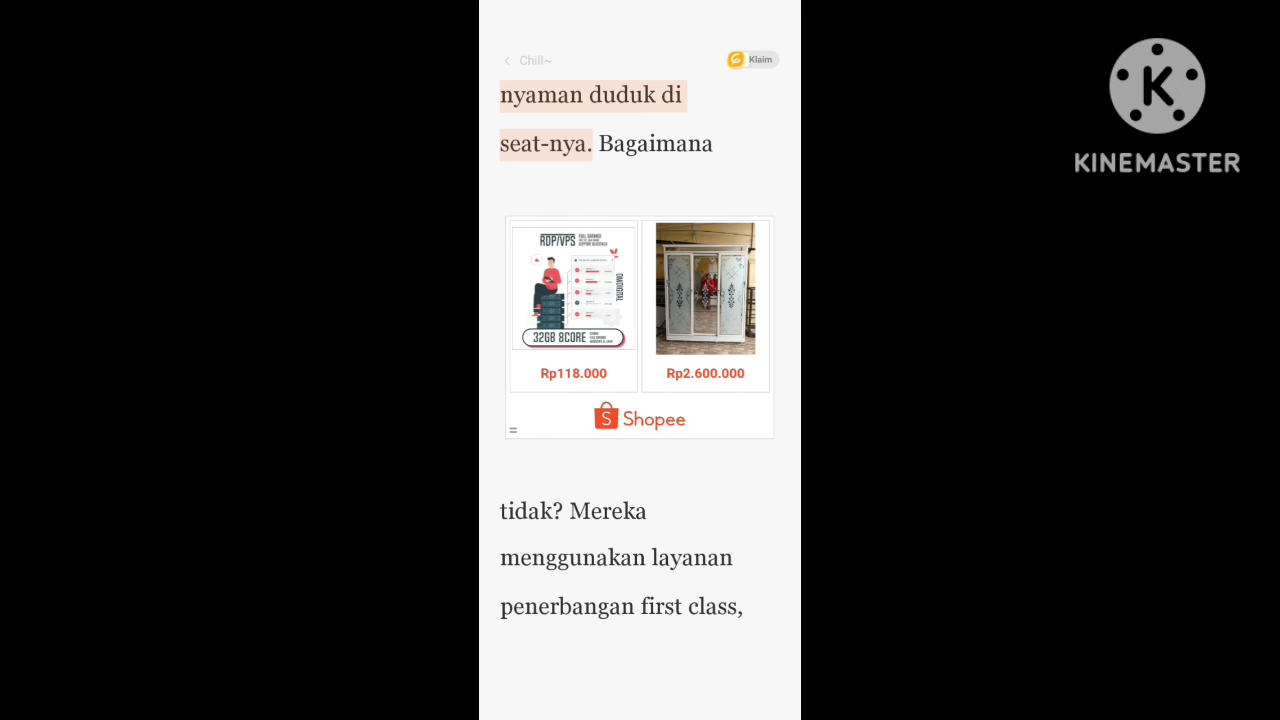 Chill~
Klaim
nyaman duduk di
seat-nya. Bagaimana
RDP/VPS
32GB 8CORE
Rp118.000
Rp2.600.000
Shopee
tidak? Mereka
menggunakan layanan
penerbangan first class,
KINEMASTER